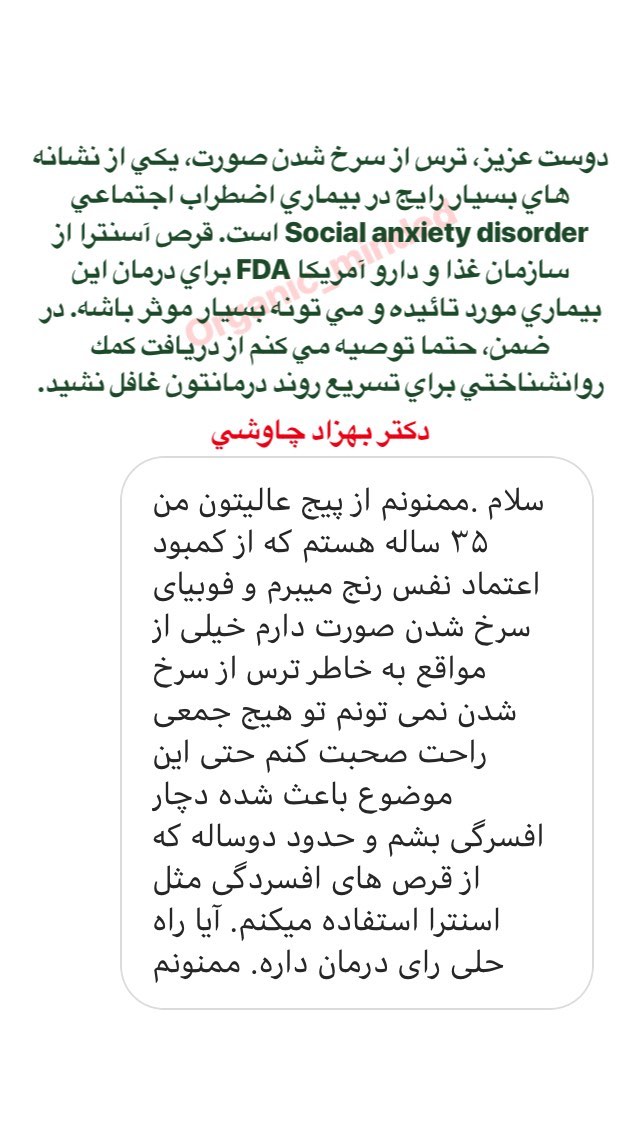 دوست عزيز، ترس از سرخ شدن صورت، يكي از نشانه
هاي بسيار رايج در بيماري اضطراب اجتماعي
Social anxiety disorder است. قرص آسنترا از
سازمان غذا و دارو آمريكا FDA براي درمان اين
بيماري مورد تائيده و مي تونه بسيار موثر باشه. در
ضمن، حتما توصيه مي كنم از دريافت كمك
روانشناختي براي تسريع روند درمانتون غافل نشيد.
Organic_minded
دكتر بهزاد چاوشي
سلام .ممنونم از پیج عالیتون من
۳۵ ساله هستم که از کمبود
اعتماد نفس رنج میبرم و فوبیای
سرخ شدن صورت دارم خیلی از
مواقع به خاطر ترس از سرخ
شدن نمی تونم تو هیچ جمعی
راحت صحبت کنم حتی این
موضوع باعث شده دچار
افسرگی بشم و حدود دوساله که
از قرص های افسردگی مثل
اسنترا استفاده میکنم. آیا راه
حلی رای درمان داره. ممنونم